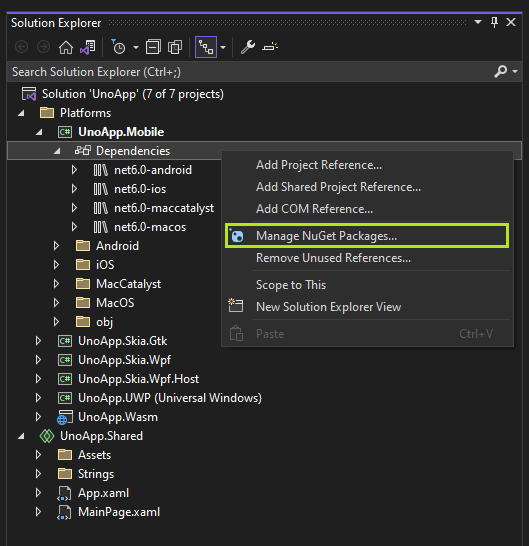 Solution Explorer
Search Solution Explorer (Ctrl+;)
Solution 'UnoApp' (7 of 7 projects)
Platforms
C# UnoApp.Mobile
Dependencies
net6.0-android
net6.0-ios
net6.0-maccatalyst
net6.0-macos
Android
iOS
MacCatalyst
MacOS
obj
C# UnoApp.Skia.Gtk
C# UnoApp.Skia.Wpf
C# UnoApp.Skia.Wpf.Host
C# UnoApp.UWP (Universal Windows)
UnoApp.Wasm
UnoApp.Shared
Assets
Strings
App.xaml
MainPage.xaml
Add Project Reference...
Add Shared Project Reference...
Add COM Reference...
Manage NuGet Packages...
Remove Unused References...
Scope to This
New Solution Explorer View
Paste Ctrl+V